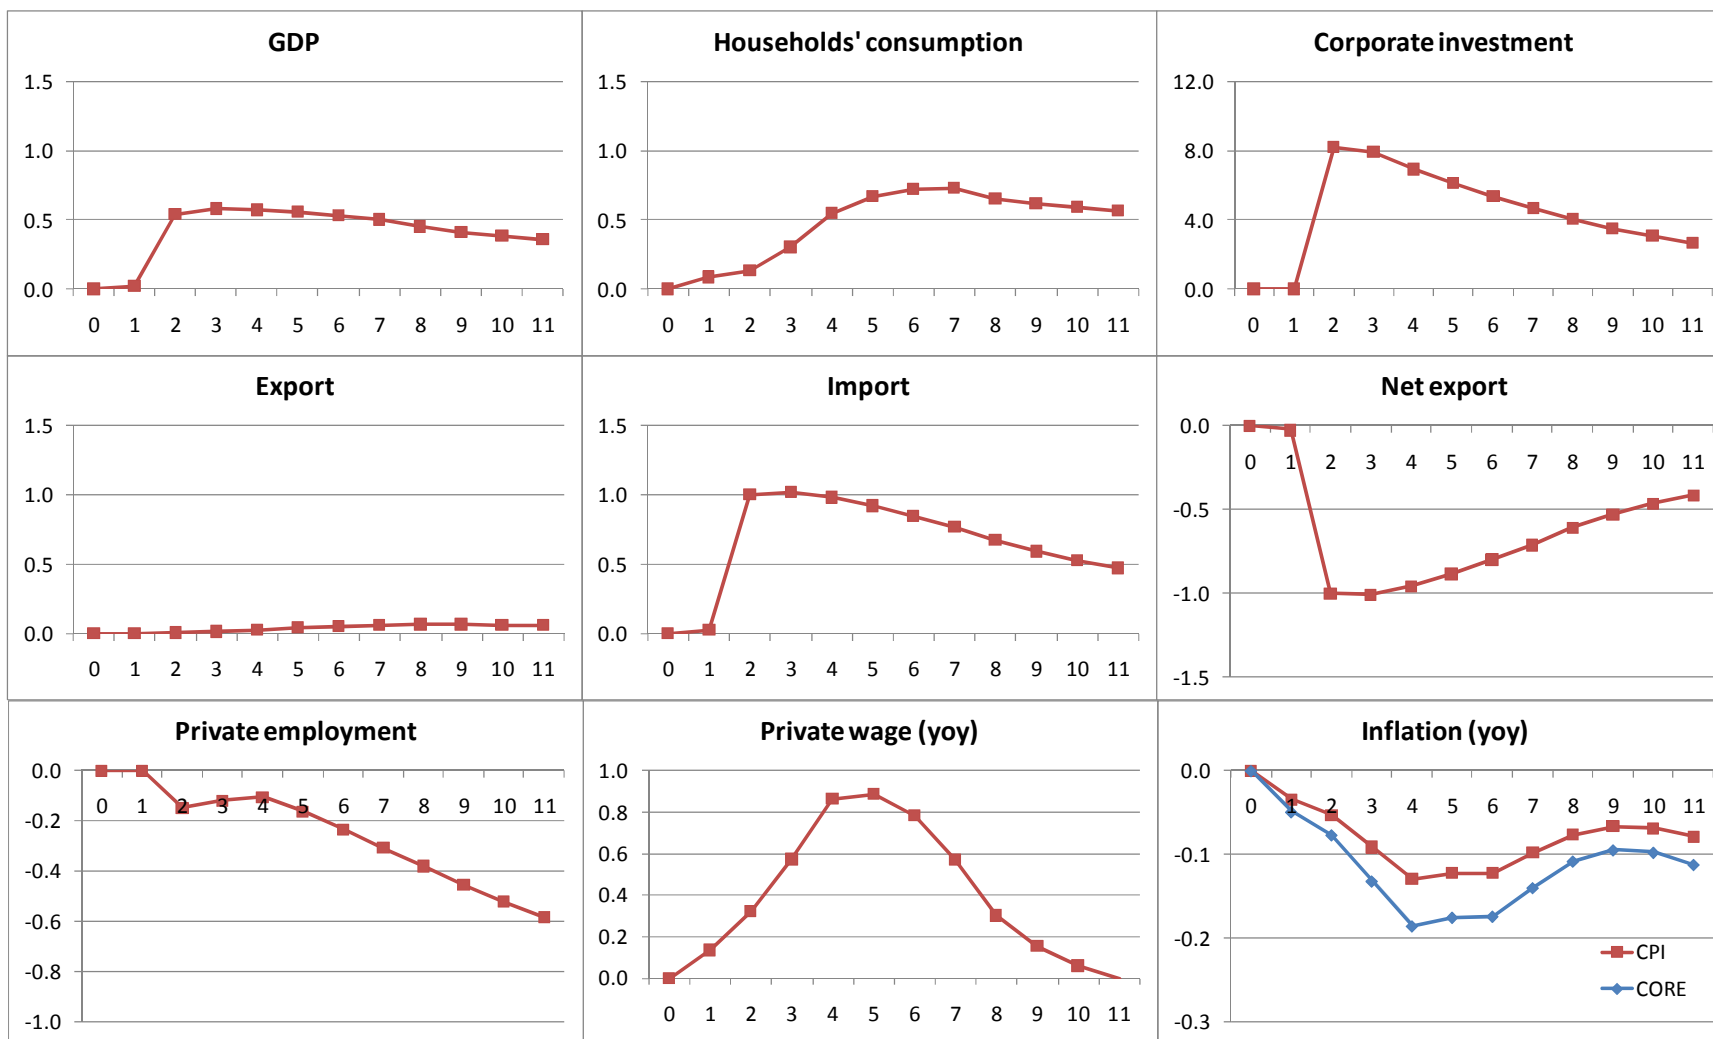 GDP
1.5
1.0
0.5
0.0
0 1 2 3 4 5 6 7 8 9 10 11
Households' consumption
1.5
1.0
0.5
0.0
0 1 2 3 4 5 6 7 8 9 10 11
Corporate investment
12.0
8.0
4.0
0.0
0 1 2 3 4 5 6 7 8 9 10 11
Export
1.5
1.0
0.5
0.0
0 1 2 3 4 5 6 7 8 9 10 11
Import
1.5
1.0
0.5
0.0
0 1 2 3 4 5 6 7 8 9 10 11
Net export
0.0
0 1 2 3 4 5 6 7 8 9 10 11
-0.5
-1.0
-1.5
Private employment
0.0
0 1 2 3 4 5 6 7 8 9 10 11
-0.2
-0.4
-0.6
-0.8
-1.0
Private wage (yoy)
1.0
0.8
0.6
0.4
0.2
0.0
0 1 2 3 4 5 6 7 8 9 10 11
Inflation (yoy)
0.0
0 1 2 3 4 5 6 7 8 9 10 11
-0.1
-0.2
CPI
CORE
-0.3